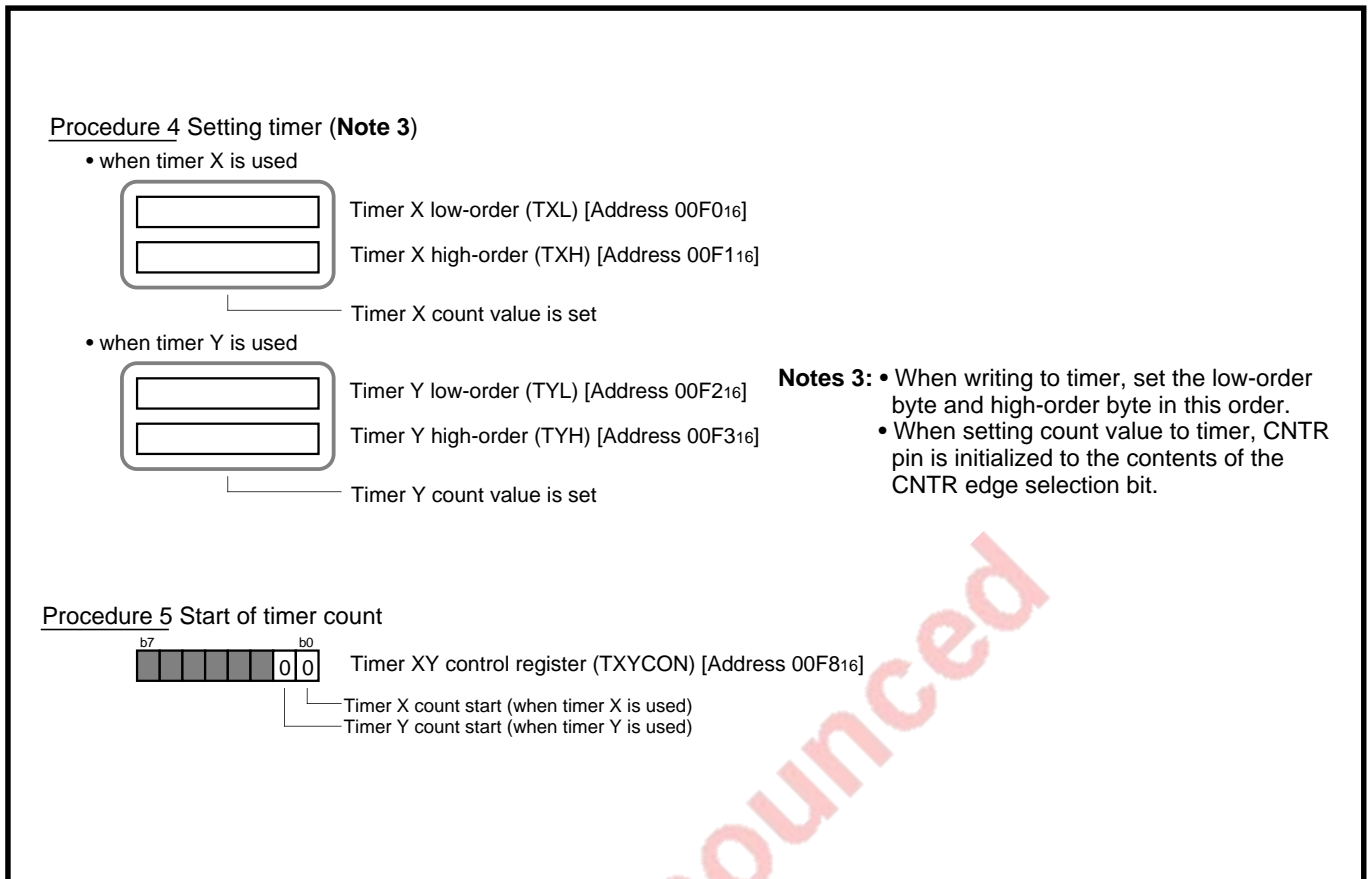 Procedure 4 Setting timer (Note 3)
• when timer X is used
Timer X low-order (TXL) [Address 00F016]
Timer X high-order (TXH) [Address 00F116]
Timer X count value is set
• when timer Y is used
Timer Y low-order (TYL) [Address 00F216]
Timer Y high-order (TYH) [Address 00F316]
Timer Y count value is set
Notes 3: • When writing to timer, set the low-order
byte and high-order byte in this order.
• When setting count value to timer, CNTR
pin is initialized to the contents of the
CNTR edge selection bit.
Procedure 5 Start of timer count
b7 b0
0 0 Timer XY control register (TXYCON) [Address 00F816]
Timer X count start (when timer X is used)
Timer Y count start (when timer Y is used)
ounced